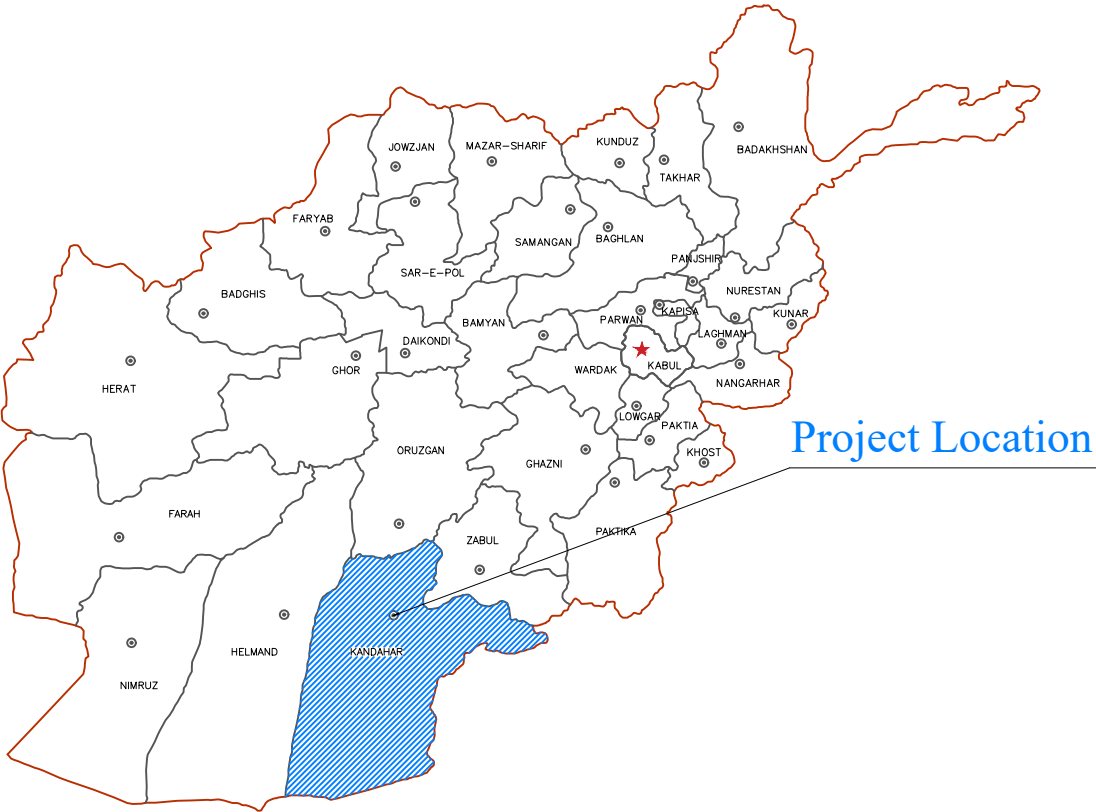 JOWZJAN
MAZAR-SHARIF
KUNDUZ
TAKHAR
BADAKHSHAN
FARYAB
SAMANGAN
BAGHLAN
PANJSHIR
SAR-E-POL
BADGHIS
NURESTAN
BAMYAN
PARWAN
KAPISA
KUNAR
LAGHMAN
DAIKONDI
GHOR
WARDAK
KABUL
NANGARHAR
HERAT
LOWGAR
PAKTIA
Project Location
ORUZGAN
GHAZNI
KHOST
FARAH
ZABUL
PAKTIKA
HELMAND
KANDAHAR
NIMRUZ